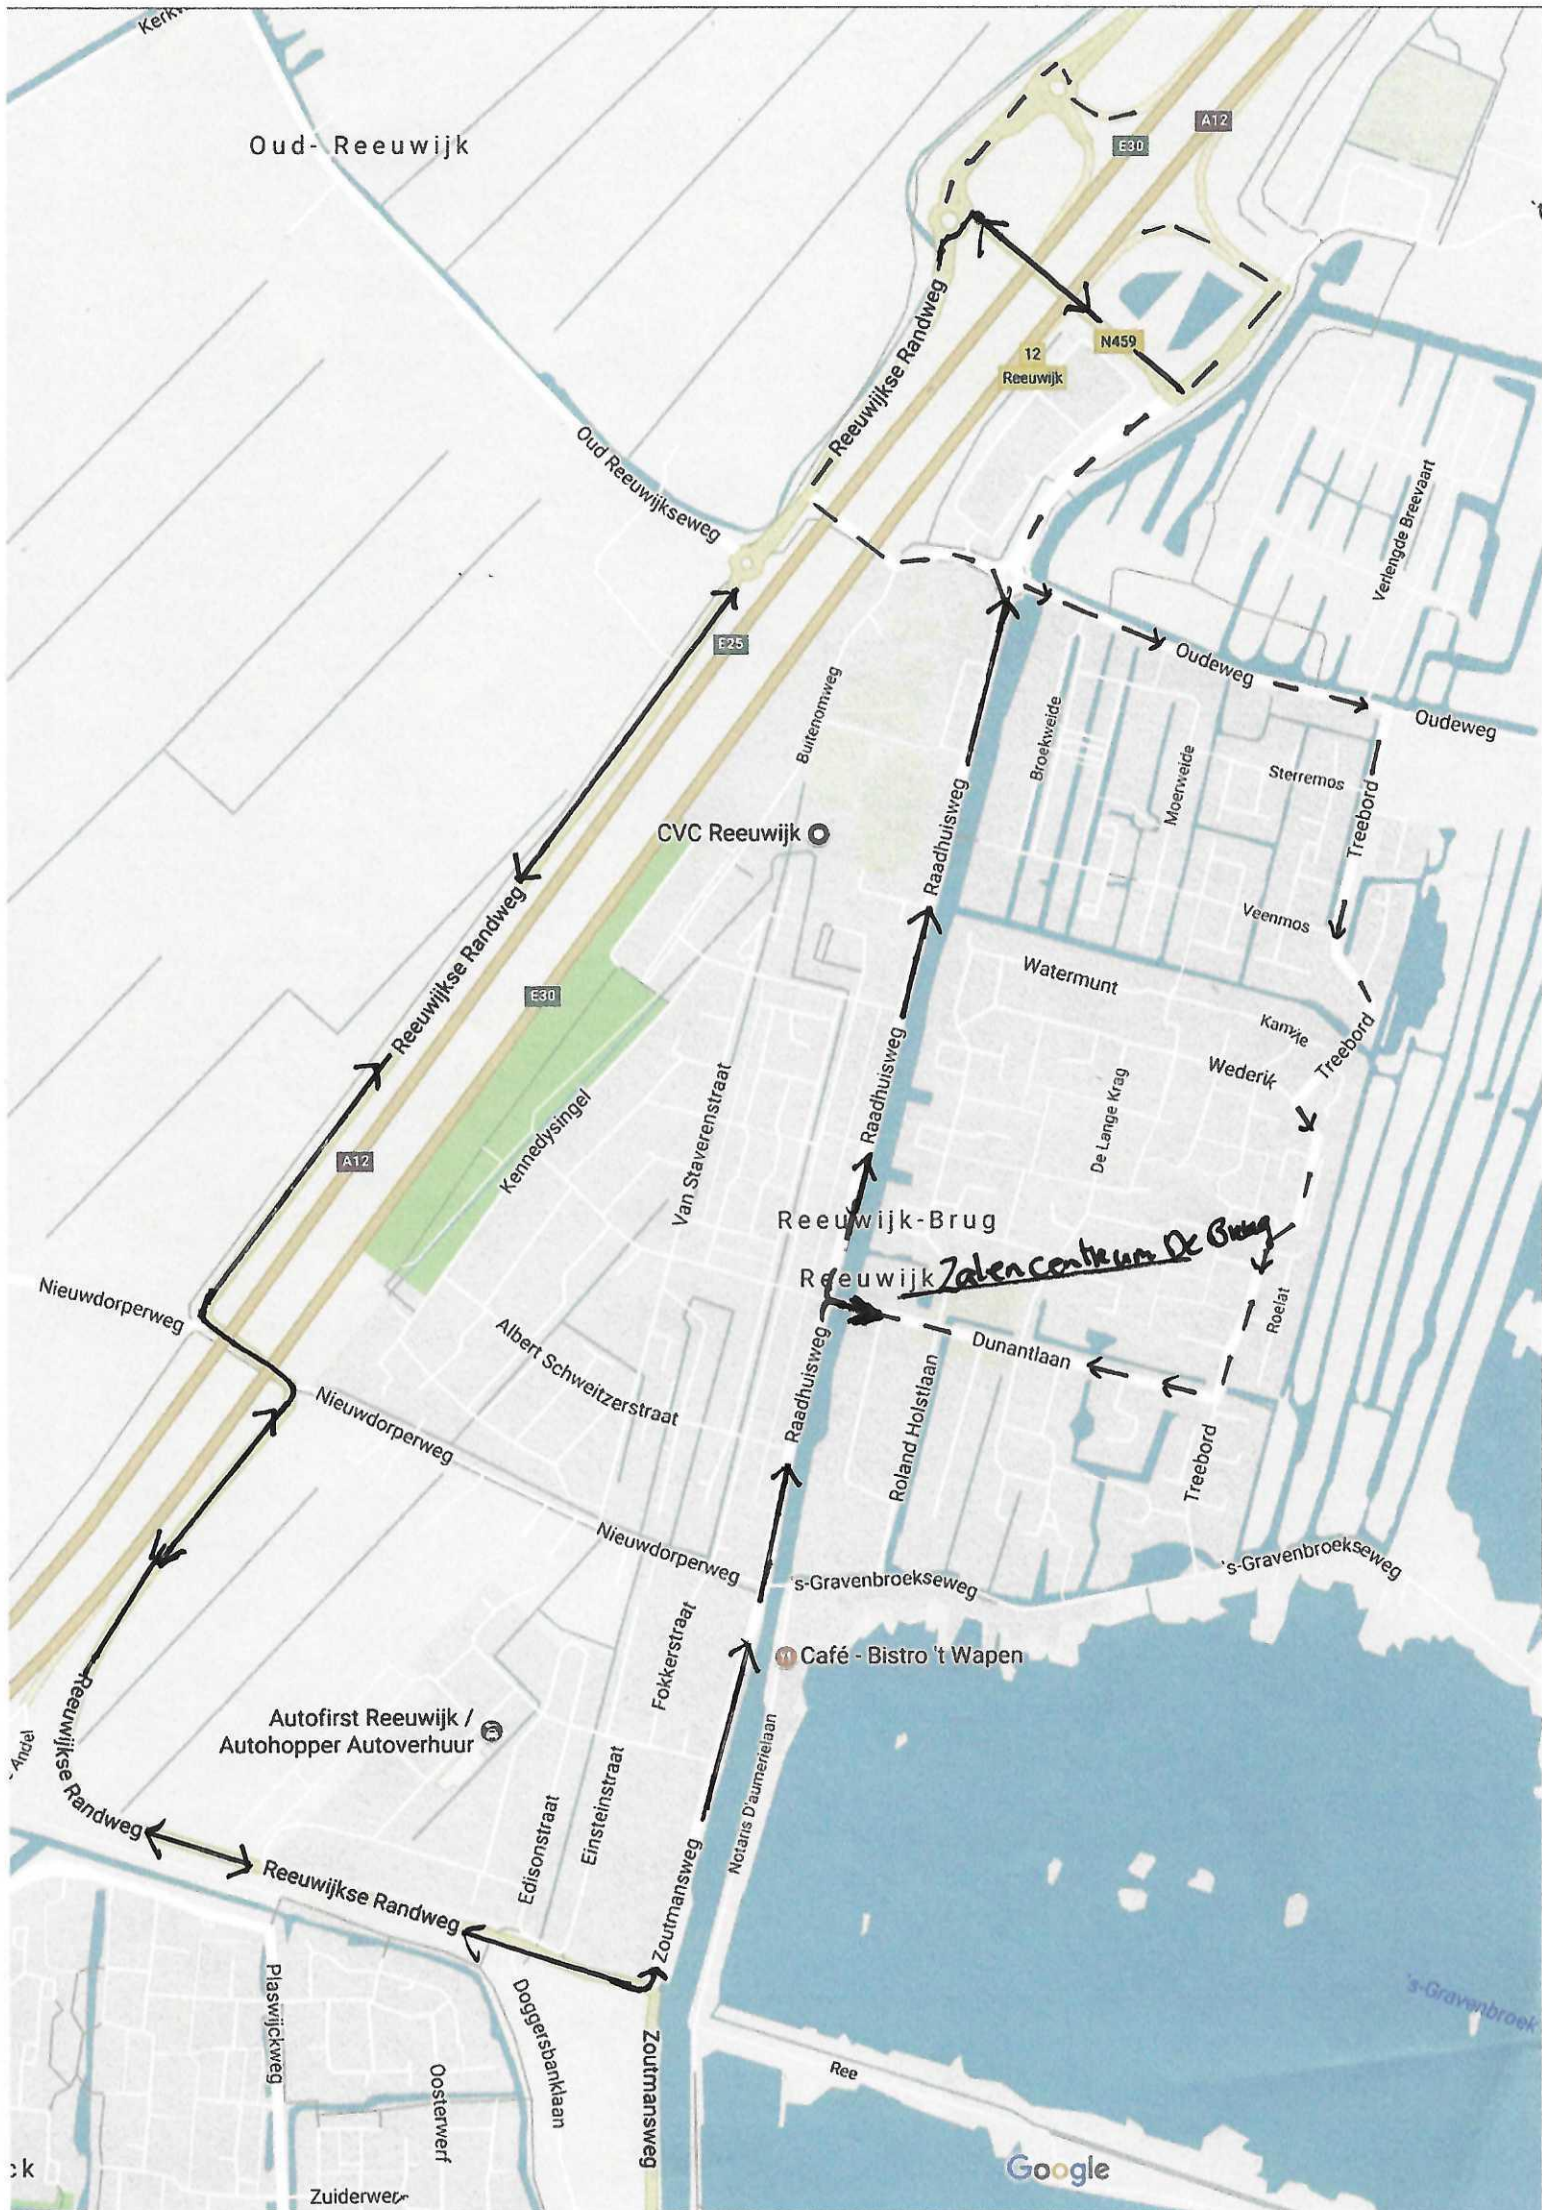 Kerkw
Oud- Reeuwijk
A12
E30
N459
12
Reeuwijk
Reeuwijkse Randweg
Oud Reeuwijkseweg
Verlengde Breevaart
E25
Oudeweg
Oudeweg
Buitenomweg
Broekweide
Moerweide
Sterremos
Treebord
CVC Reeuwijk
Raadhuisweg
Veenmos
Reeuwijkse Randweg
E30
Watermunt
Treebord
Wederik
Raadhuisweg
De Lange Krag
Van Staverenstraat
Kennedysingel
A12
Reeuwijk-Brug
Zalencentrum De Brug
Reeuwijk
Nieuwdorperweg
Roelat
Albert Schweitzerstraat
Raadhuisweg
Dunantlaan
Roland Holstlaan
Nieuwdorperweg
Treebord
Nieuwdorperweg
's-Gravenbroekseweg
's-Gravenbroekseweg
Fokkerstraat
Café - Bistro 't Wapen
Reeuwijkse Randweg
Andel
Autofirst Reeuwijk /
Autohopper Autoverhuur
Notaris D'aumerielaan
Edisonstraat
Einsteinstraat
Zoutmansweg
Reeuwijkse Randweg
Plaswijckweg
Doggersbanklaan
's-Gravenbroek
Oosterwerf
Zoutmansweg
Ree
ck
Google
Zuiderwerf